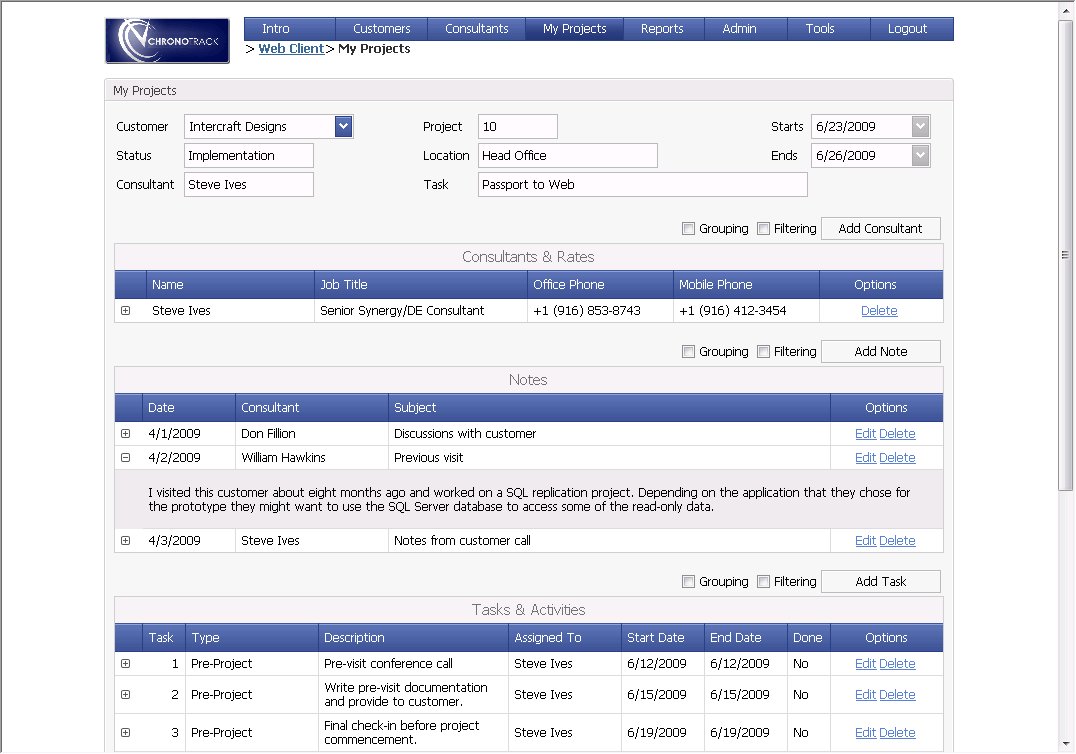 CHRONOTRACK
Intro Customers Consultants My Projects Reports Admin Tools Logout
> Web Client> My Projects
My Projects
Customer Intercraft Designs Project 10 Starts 6/23/2009
Status Implementation Location Head Office Ends 6/26/2009
Consultant Steve Ives Task Passport to Web
Grouping Filtering Add Consultant
Consultants & Rates
Name Job Title Office Phone Mobile Phone Options
Steve Ives Senior Synergy/DE Consultant +1 (916) 853-8743 +1 (916) 412-3454 Delete
Grouping Filtering Add Note
Notes
Date Consultant Subject Options
4/1/2009 Don Fillion Discussions with customer Edit Delete
4/2/2009 William Hawkins Previous visit Edit Delete
I visited this customer about eight months ago and worked on a SQL replication project. Depending on the application that they chose for
the prototype they might want to use the SQL Server database to access some of the read-only data.
4/3/2009 Steve Ives Notes from customer call Edit Delete
Grouping Filtering Add Task
Tasks & Activities
Task Type Description Assigned To Start Date End Date Done Options
1 Pre-Project Pre-visit conference call Steve Ives 6/12/2009 6/12/2009 No Edit Delete
2 Pre-Project Write pre-visit documentation Steve Ives 6/15/2009 6/15/2009 No Edit Delete
and provide to customer.
3 Pre-Project Final check-in before project Steve Ives 6/19/2009 6/19/2009 No Edit Delete
commencement.